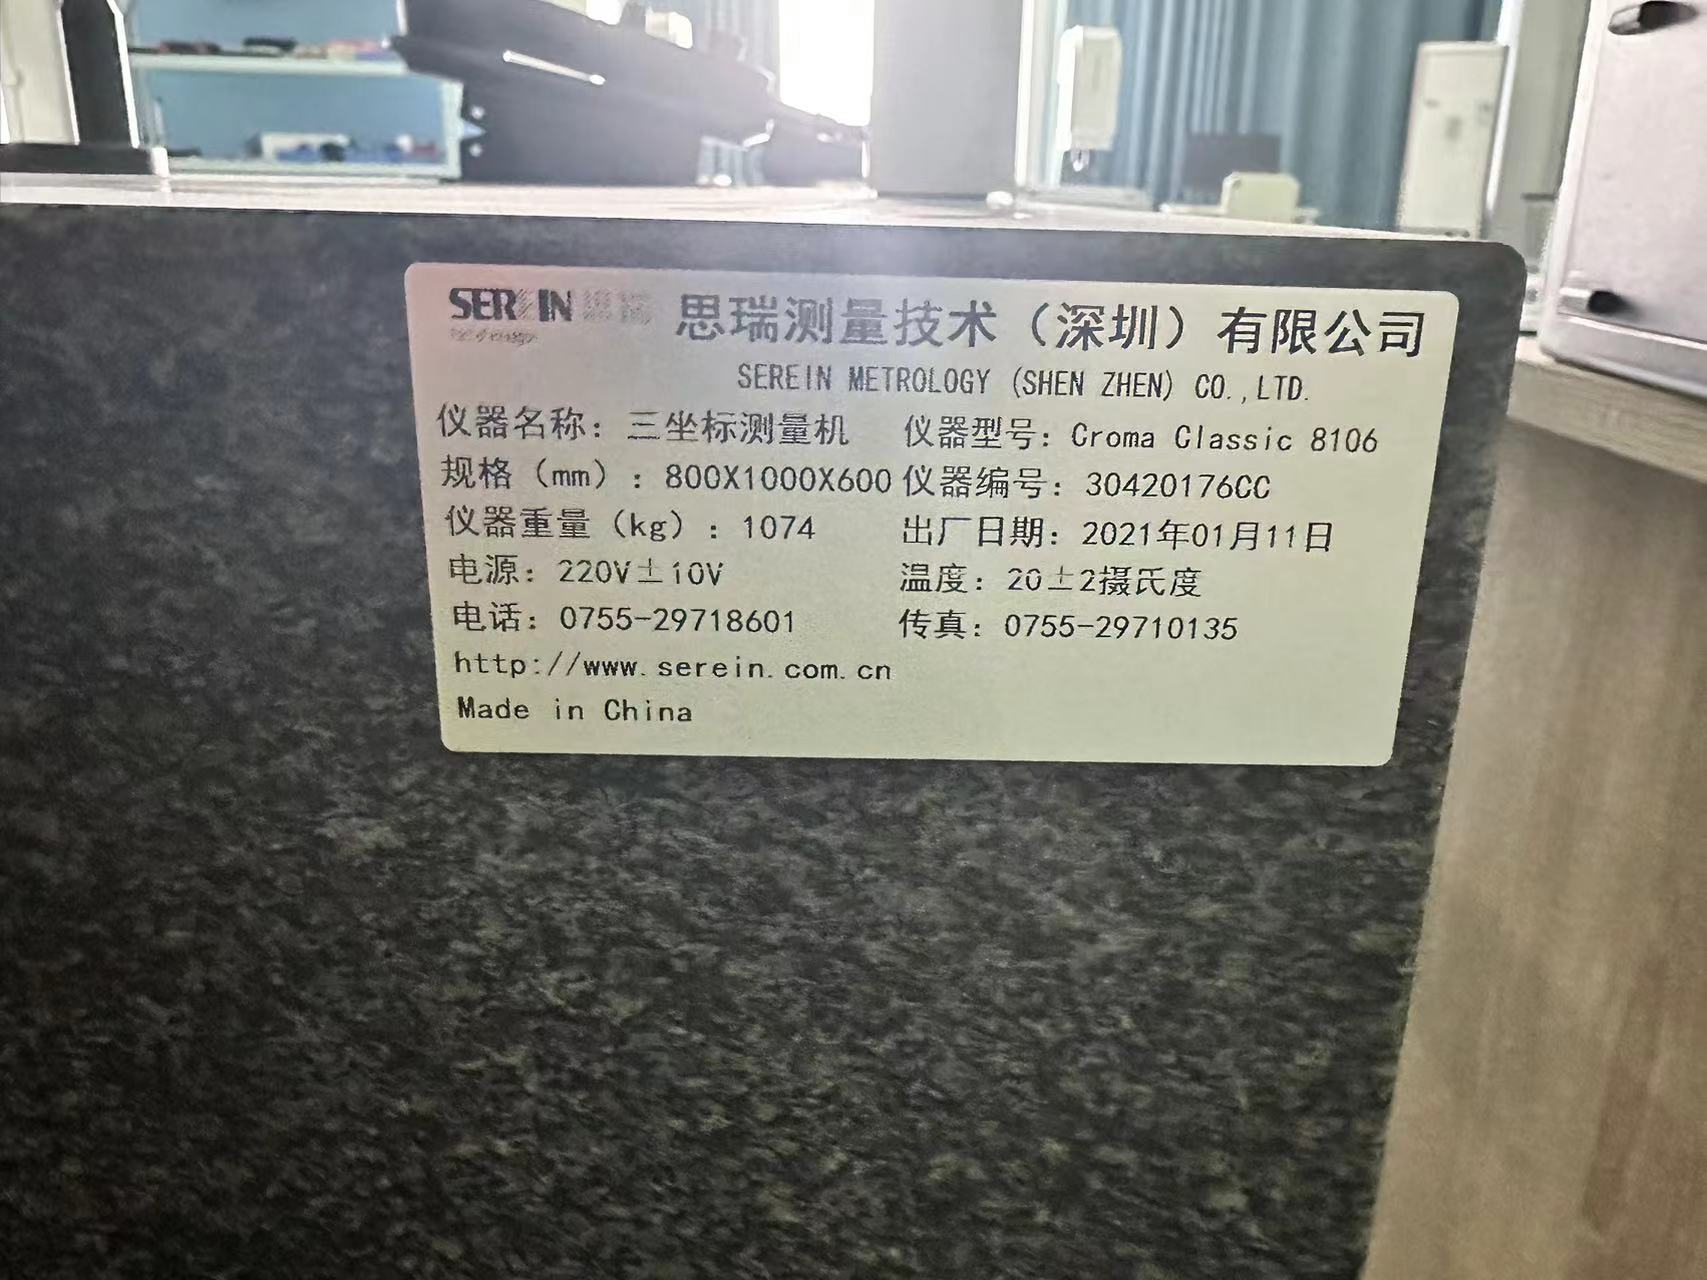 SEREIN 思瑞
思瑞测量技术（深圳）有限公司
SEREIN METROLOGY (SHEN ZHEN) CO.,LTD.
仪器名称：三坐标测量机 仪器型号：Croma Classic 8106
规格（mm）：800X1000X600 仪器编号：30420176CC
仪器重量（kg）：1074 出厂日期：2021年01月11日
电源：220V±10V 温度：20±2摄氏度
电话：0755-29718601 传真：0755-29710135
http://www.serein.com.cn
Made in China